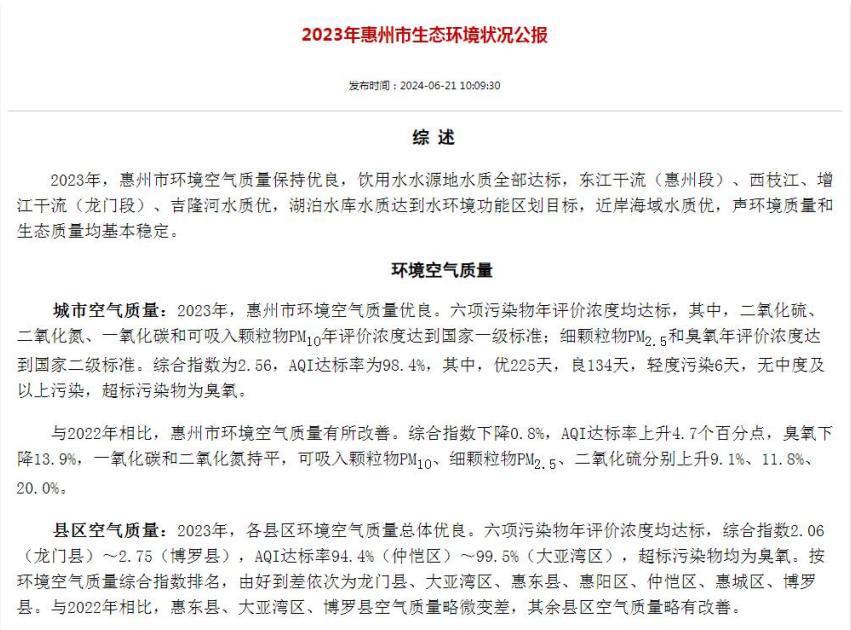 2023年惠州市生态环境状况公报
发布时间：2024-06-21 10:09:30
综 述
2023年，惠州市环境空气质量保持优良，饮用水水源地水质全部达标，东江干流（惠州段）、西枝江、增
江干流（龙门段）、吉隆河水质优，湖泊水库水质达到水环境功能区划目标，近岸海域水质优，声环境质量和
生态质量均基本稳定。
环境空气质量
城市空气质量：2023年，惠州市环境空气质量优良。六项污染物年评价浓度均达标，其中，二氧化硫、
二氧化氮、一氧化碳和可吸入颗粒物PM10年评价浓度达到国家一级标准；细颗粒物PM2.5和臭氧年评价浓度达
到国家二级标准。综合指数为2.56，AQI达标率为98.4%，其中，优225天，良134天，轻度污染6天，无中度及
以上污染，超标污染物为臭氧。
与2022年相比，惠州市环境空气质量有所改善。综合指数下降0.8%，AQI达标率上升4.7个百分点，臭氧下
降13.9%，一氧化碳和二氧化氮持平，可吸入颗粒物PM10、细颗粒物PM2.5、二氧化硫分别上升9.1%、11.8%、
20.0%。
县区空气质量：2023年，各县区环境空气质量总体优良。六项污染物年评价浓度均达标，综合指数2.06
（龙门县）～2.75（博罗县），AQI达标率94.4%（仲恺区）～99.5%（大亚湾区），超标污染物均为臭氧。按
环境空气质量综合指数排名，由好到差依次为龙门县、大亚湾区、惠东县、惠阳区、仲恺区、惠城区、博罗
县。与2022年相比，惠东县、大亚湾区、博罗县空气质量略微变差，其余县区空气质量略有改善。